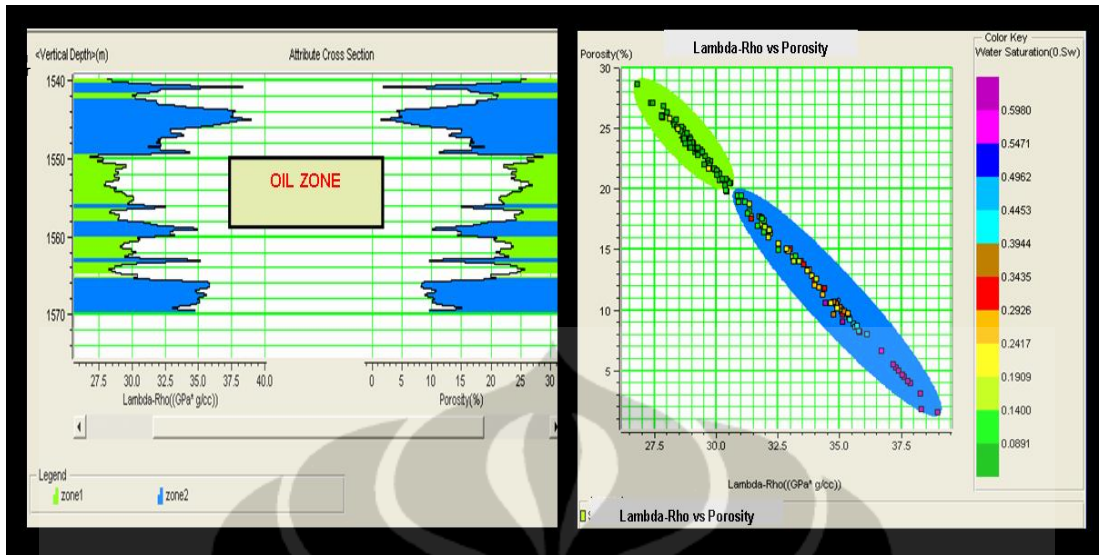 <Vertical Depth>(m)
Attribute Cross Section
1540
1550
1560
1570
OIL ZONE
27.5 30.0 32.5 35.0 37.5 40.0
0 5 10 15 20 25 30
Lambda-Rho((GPa* g/cc))
Porosity(%)
Legend
zone1
zone2
Porosity(%)
Lambda-Rho vs Porosity
30
25
20
15
10
5
27.5 30.0 32.5 35.0 37.5
Lambda-Rho((GPa* g/cc))
Lambda-Rho vs Porosity
Color Key
Water Saturation(0.Sw)
0.5980
0.5471
0.4962
0.4453
0.3944
0.3435
0.2926
0.2417
0.1909
0.1400
0.0891